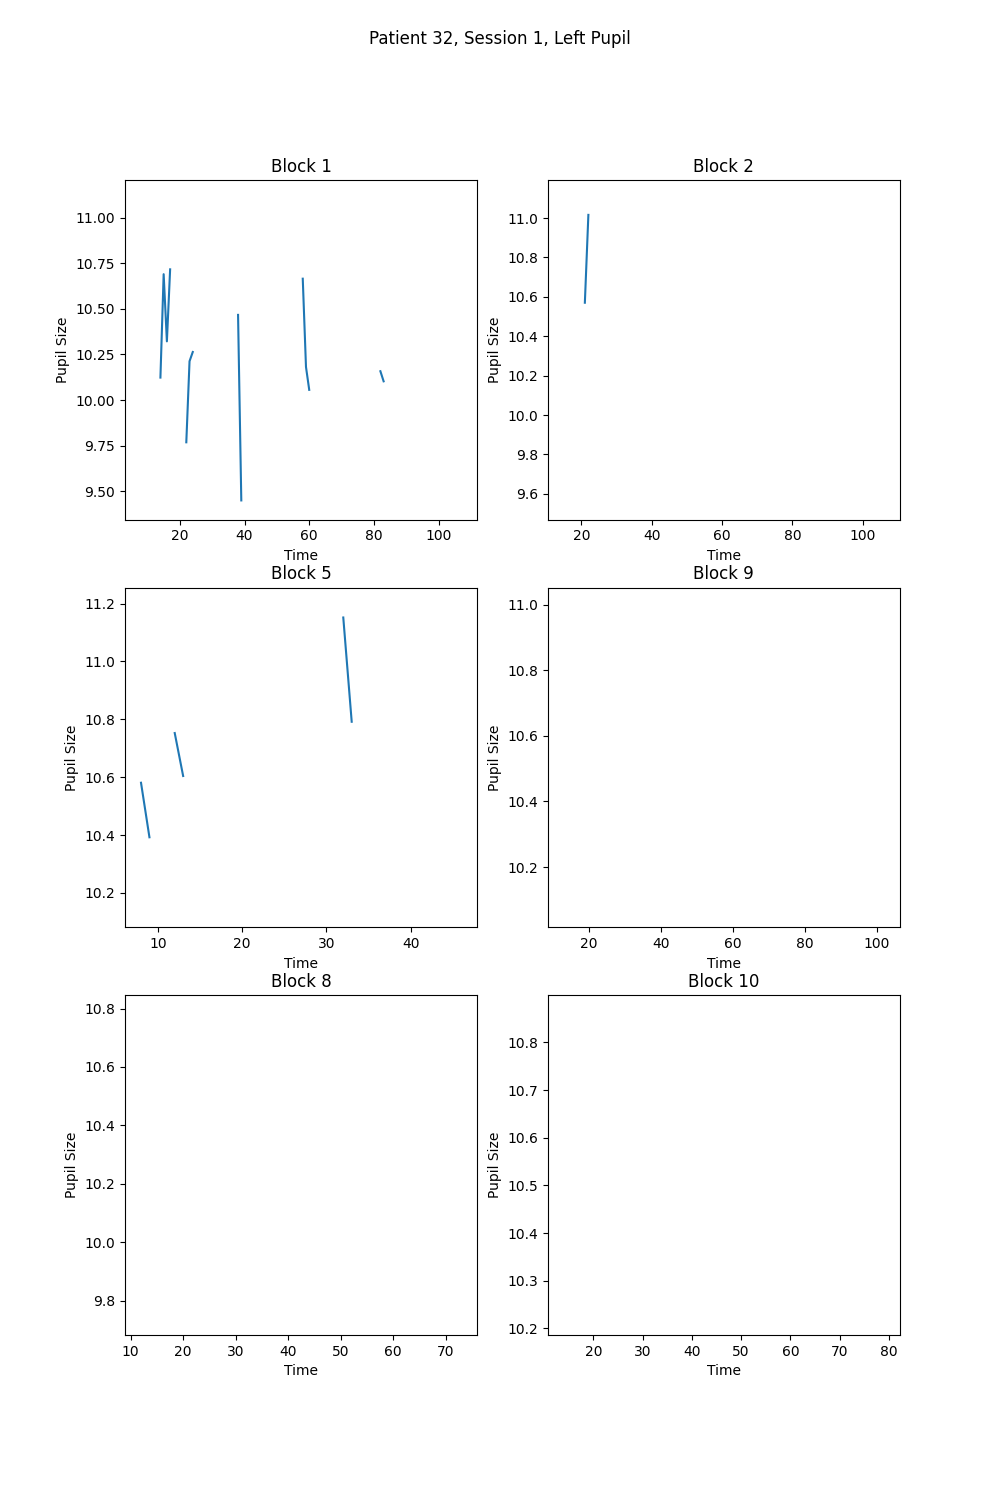 Patient 32, Session 1, Left Pupil
Block 1
Pupil Size
11.00
10.75
10.50
10.25
10.00
9.75
9.50
20 40 60 80 100
Time
Block 2
Pupil Size
11.0
10.8
10.6
10.4
10.2
10.0
9.8
9.6
20 40 60 80 100
Time
Block 5
Pupil Size
11.2
11.0
10.8
10.6
10.4
10.2
10 20 30 40
Time
Block 9
Pupil Size
11.0
10.8
10.6
10.4
10.2
20 40 60 80 100
Time
Block 8
Pupil Size
10.8
10.6
10.4
10.2
10.0
9.8
10 20 30 40 50 60 70
Time
Block 10
Pupil Size
10.8
10.7
10.6
10.5
10.4
10.3
10.2
20 30 40 50 60 70 80
Time